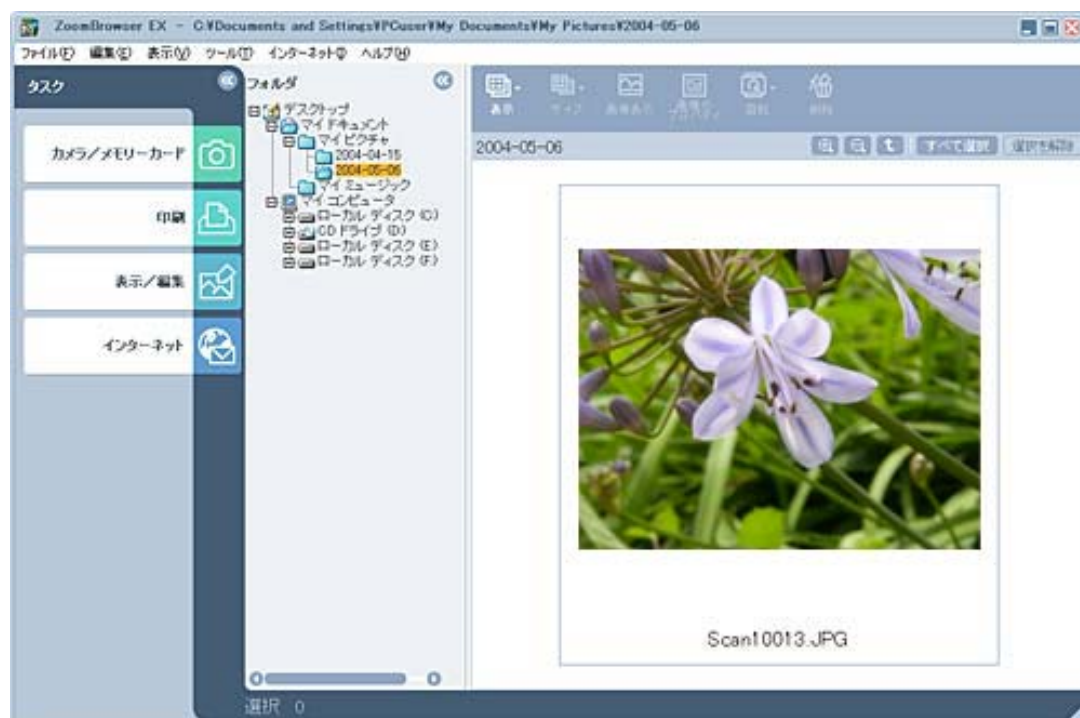 ZoomBrowser EX - C:¥Documents and Settings¥PCuser¥My Documents¥My Pictures¥2004-05-06
ファイル(F) 編集(E) 表示(V) ツール(T) インターネット(I) ヘルプ(H)
タスク
カメラ/メモリーカード
印刷
表示/編集
インターネット
フォルダ
デスクトップ
マイ ドキュメント
マイ ピクチャ
2004-04-15
2004-05-06
マイ ミュージック
マイ コンピュータ
ローカル ディスク (C)
CD ドライブ (D)
ローカル ディスク (E)
ローカル ディスク (F)
表示
2004-05-06
すべて選択 選択を解除
Scan10013.JPG
選択 0